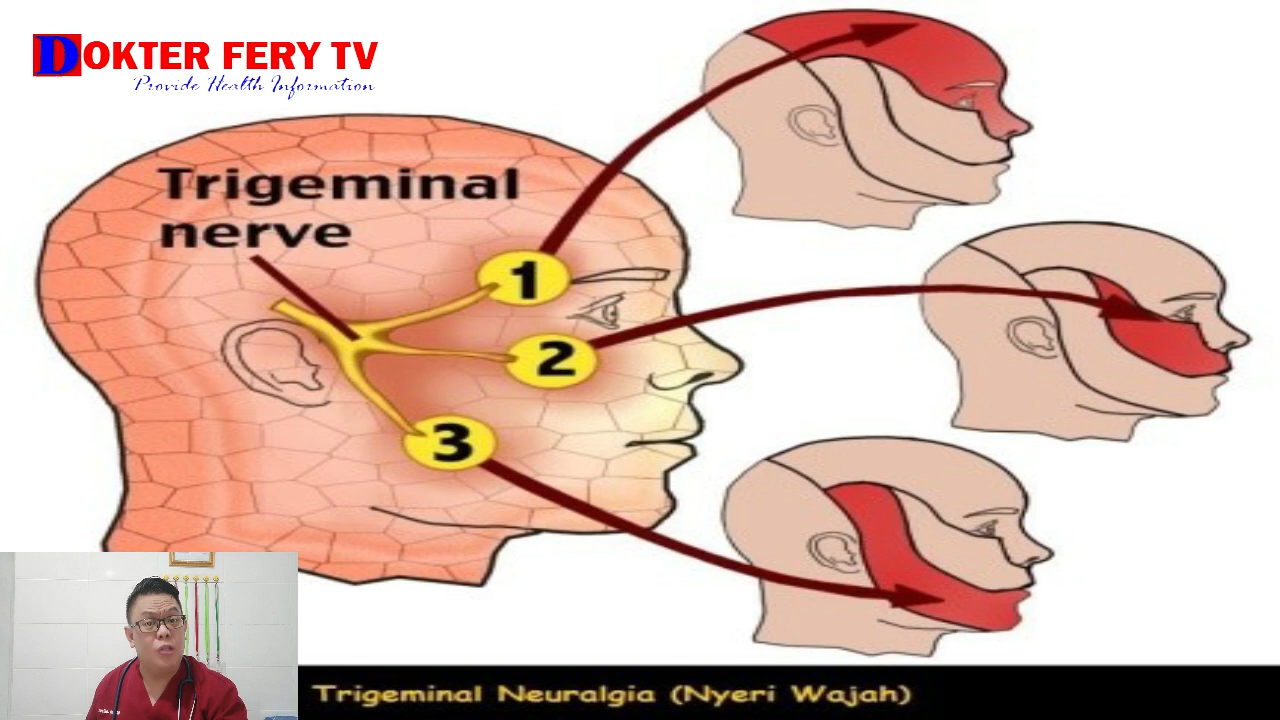 DOKTER FERY TV
Provide Health Information
Trigeminal
nerve
1
2
3
Trigeminal Neuralgia (Nyeri Wajah)